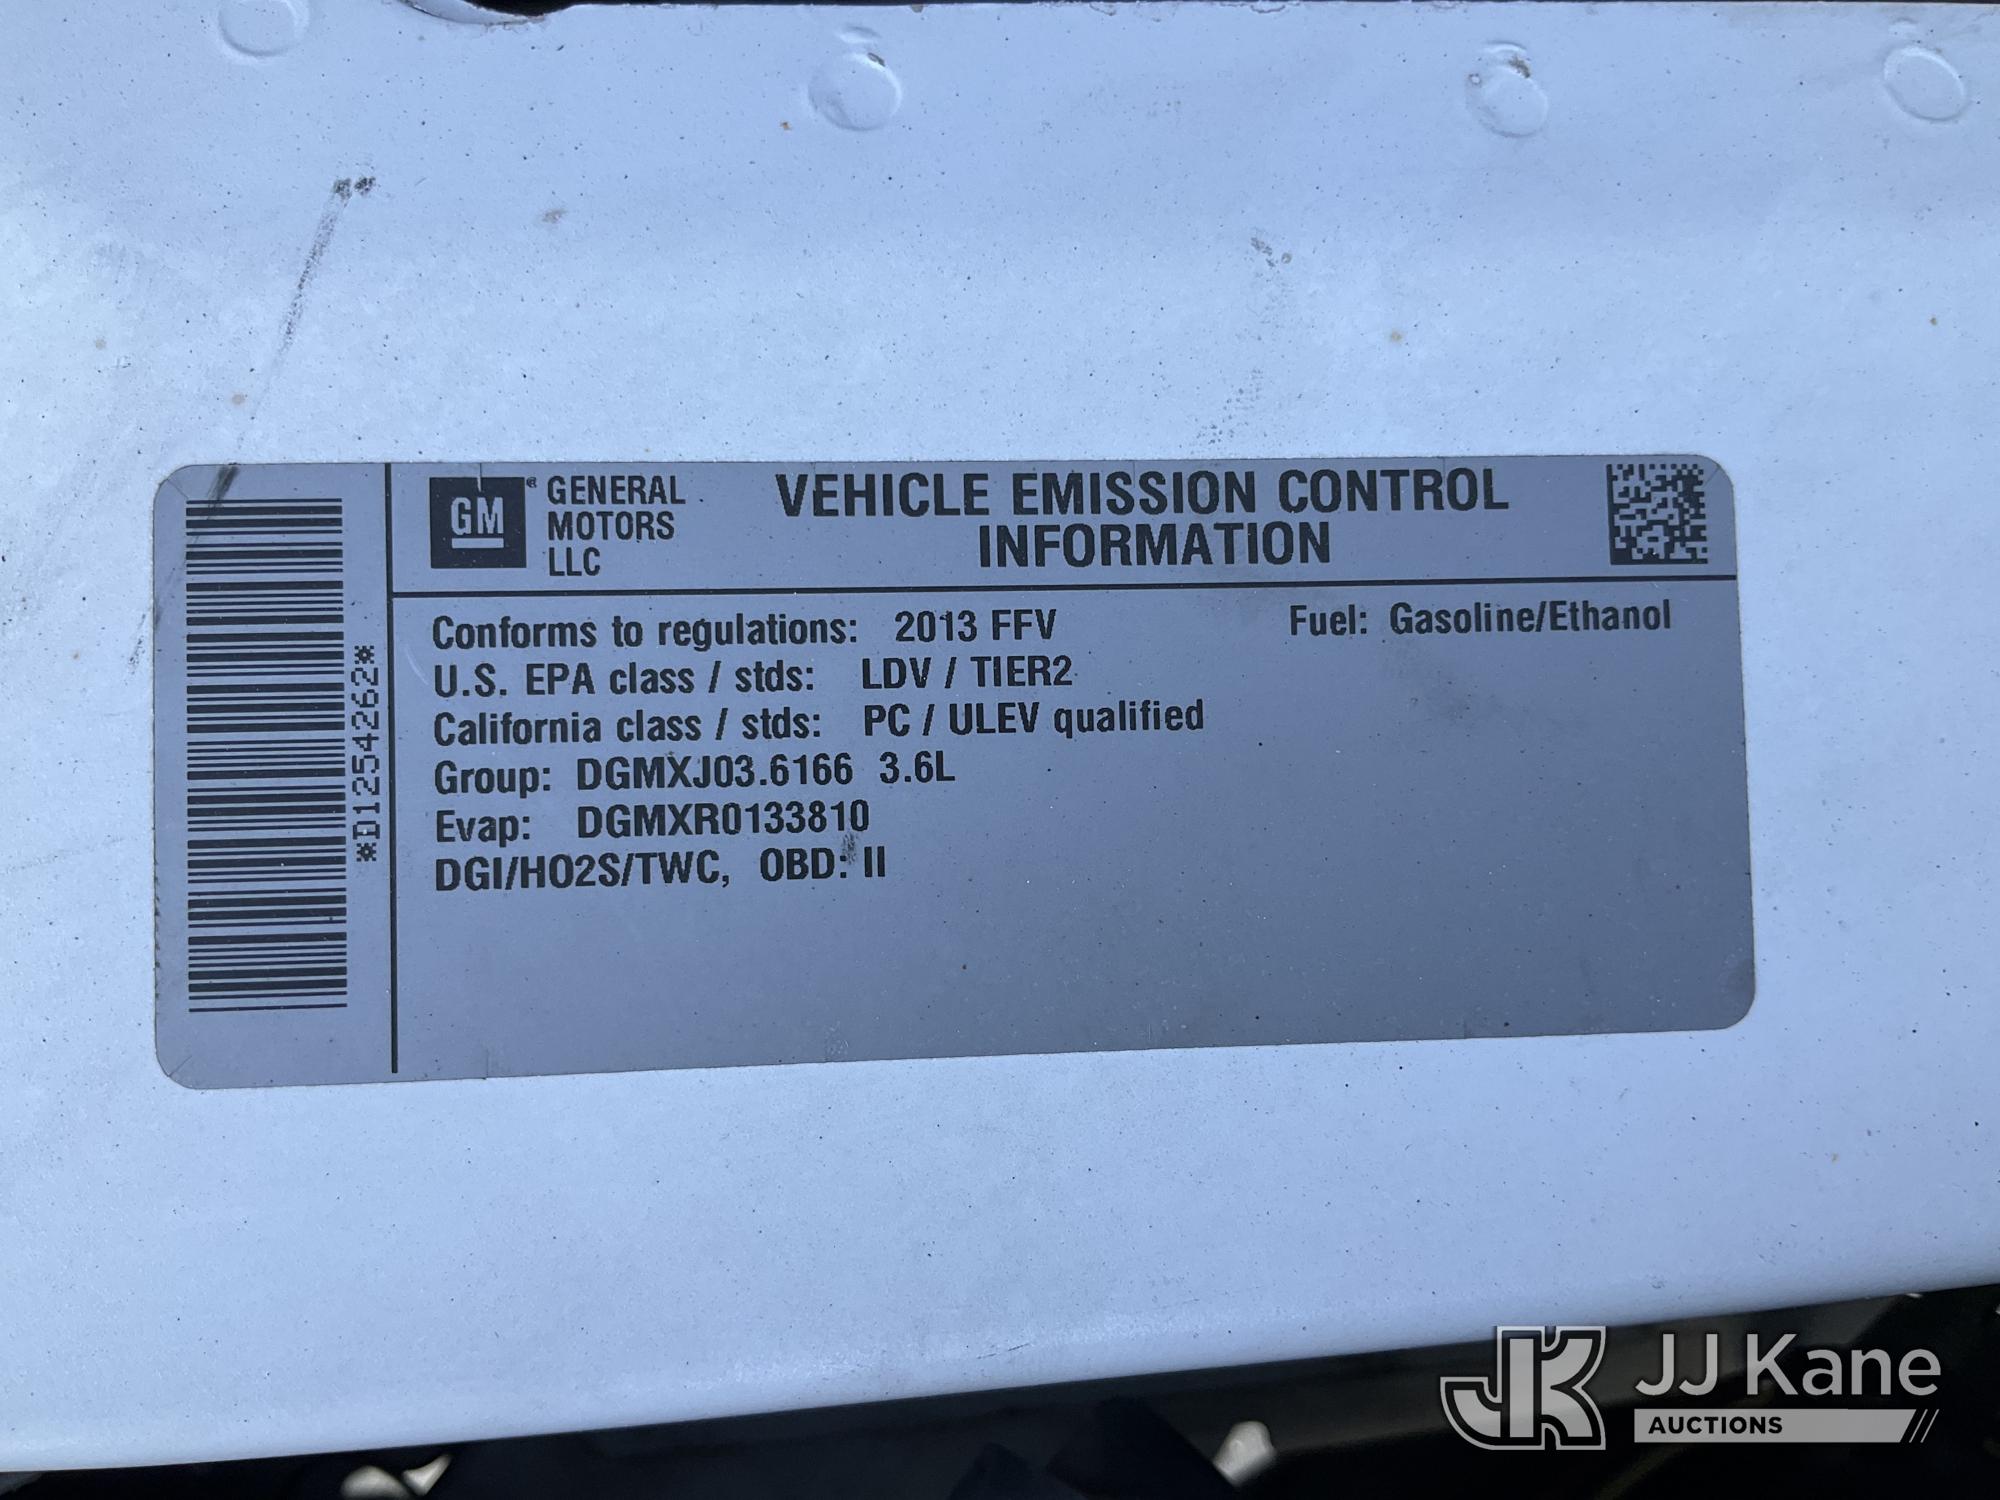 GM® GENERAL MOTORS LLC
VEHICLE EMISSION CONTROL
INFORMATION
Conforms to regulations: 2013 FFV Fuel: Gasoline/Ethanol
U.S. EPA class / stds: LDV / TIER2
California class / stds: PC / ULEV qualified
Group: DGMXJ03.6166 3.6L
Evap: DGMXR0133810
DGI/HO2S/TWC, OBD: II
*D1254262*
JK JJ Kane
AUCTIONS